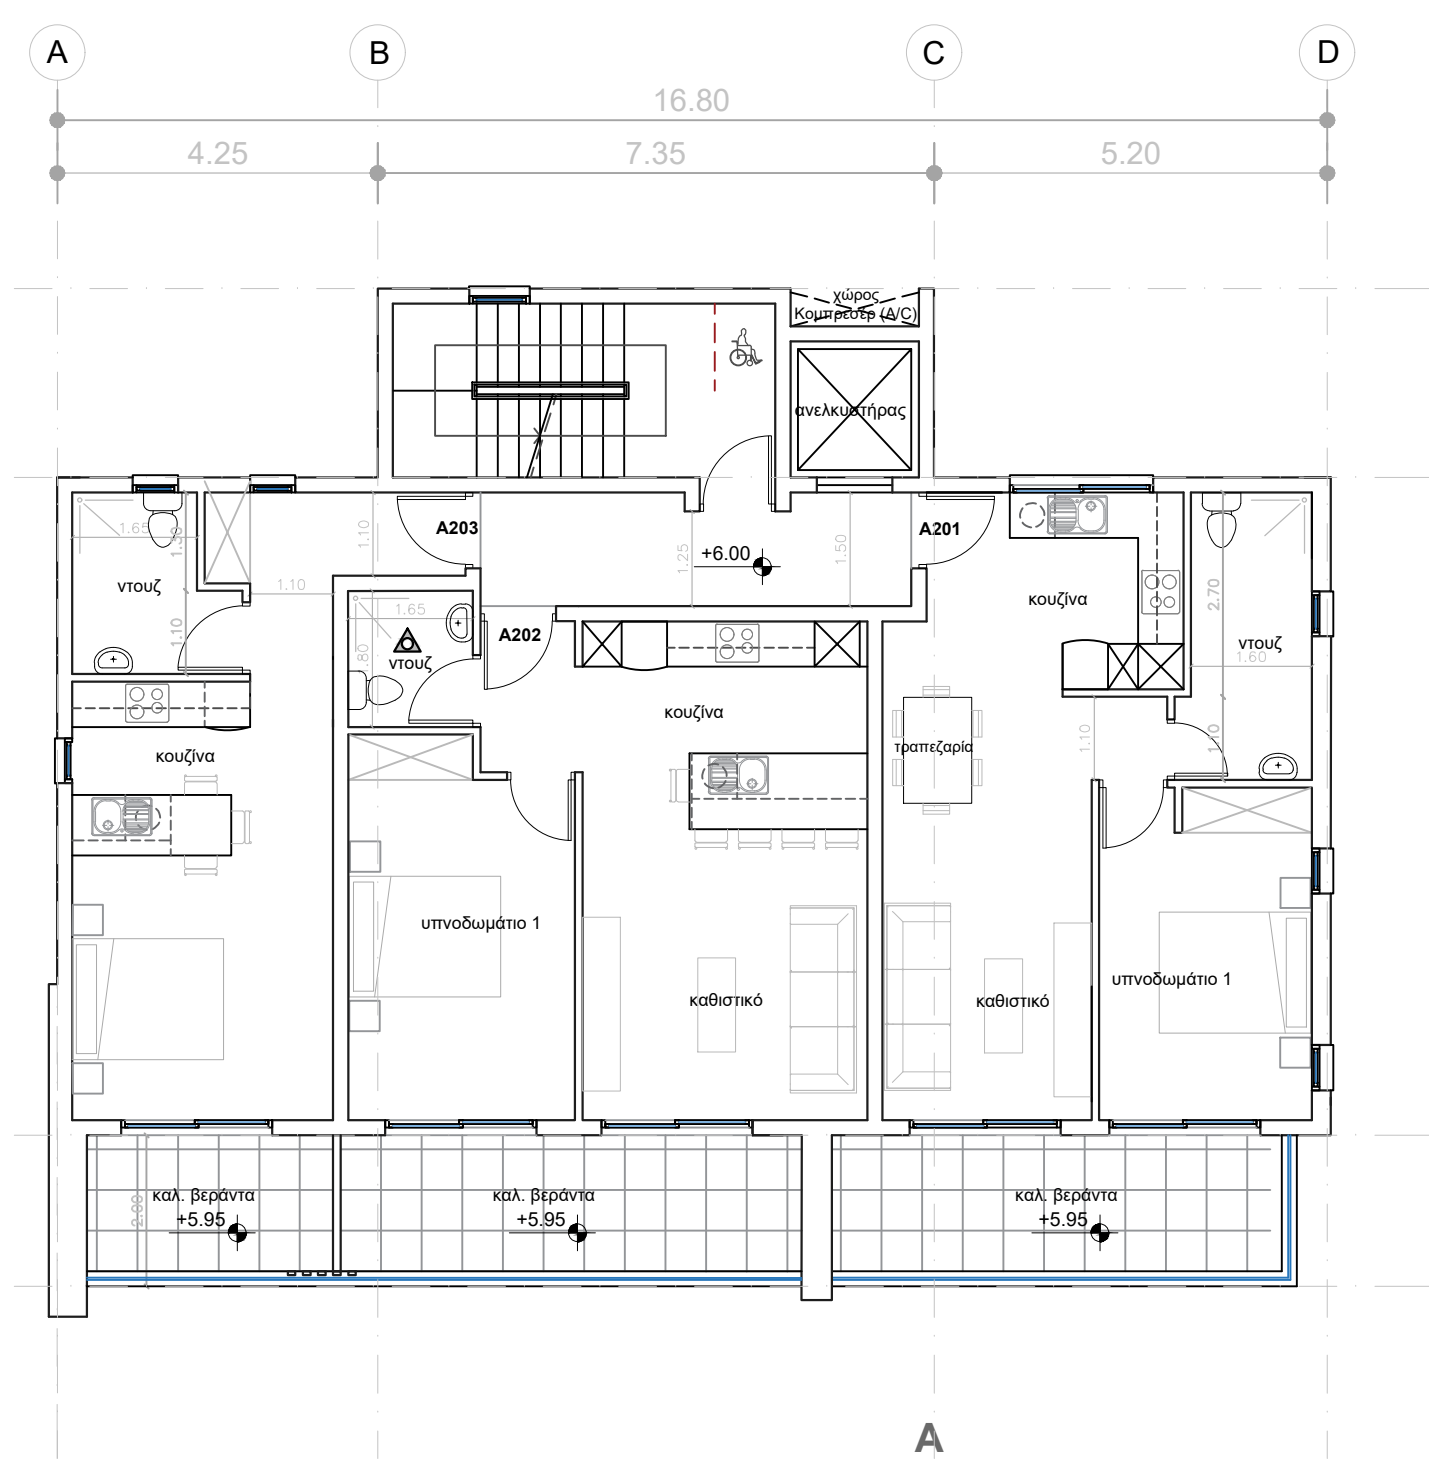 A B C D
16.80
4.25 7.35 5.20
χώρος
Κομπρεσέρ (A/C)
ανελκυστήρας
A203 A201
1.10 1.25 +6.00 1.50
1.65 1.50
ντουζ
1.10
1.10
1.65
A202
1.80
ντουζ
κουζίνα
2.70
ντουζ
1.60
κουζίνα
κουζίνα
τραπεζαρία
1.10
1.10
υπνοδωμάτιο 1
υπνοδωμάτιο 1
καθιστικό
καθιστικό
καλ. βεράντα
+5.95
2.00
καλ. βεράντα
+5.95
καλ. βεράντα
+5.95
A